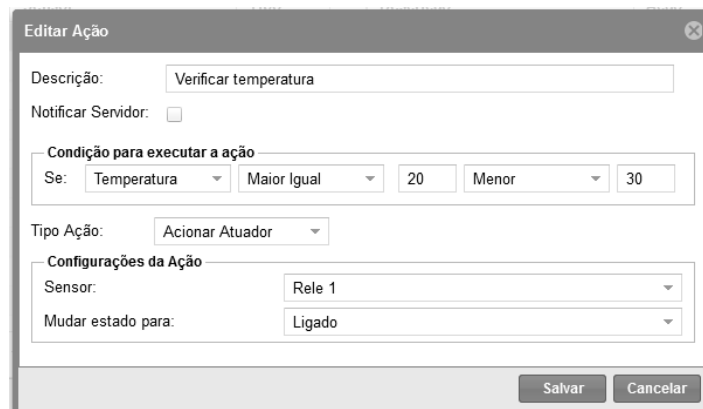 Editar Ação
Descrição: Verificar temperatura
Notificar Servidor:
Condição para executar a ação
Se: Temperatura Maior Igual 20 Menor 30
Tipo Ação: Acionar Atuador
Configurações da Ação
Sensor: Rele 1
Mudar estado para: Ligado
Salvar Cancelar